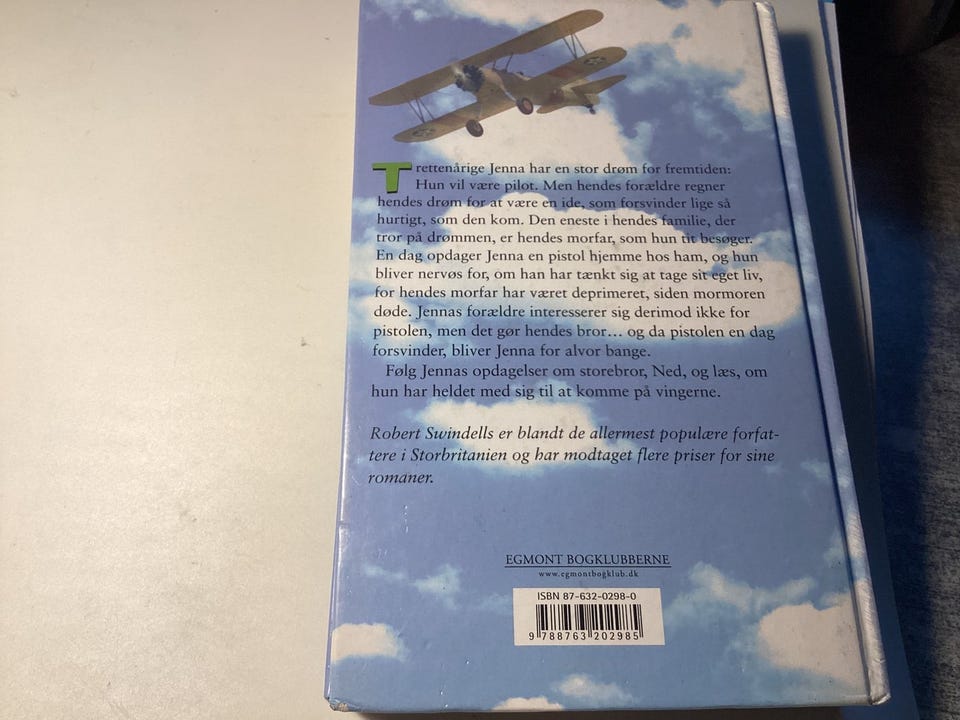 Trettenårige Jenna har en stor drøm for fremtiden:
Hun vil være pilot. Men hendes forældre regner
hendes drøm for at være en ide, som forsvinder lige så
hurtigt, som den kom. Den eneste i hendes familie, der
tror på drømmen, er hendes morfar, som hun tit besøger.
En dag opdager Jenna en pistol hjemme hos ham, og hun
bliver nervøs for, om han har tænkt sig at tage sit eget liv,
for hendes morfar har været deprimeret, siden mormoren
døde. Jennas forældre interesserer sig derimod ikke for
pistolen, men det gør hendes bror... og da pistolen en dag
forsvinder, bliver Jenna for alvor bange.
Følg Jennas opdagelser om storebror, Ned, og læs, om
hun har heldet med sig til at komme på vingerne.
Robert Swindells er blandt de allermest populære forfat-
tere i Storbritanien og har modtaget flere priser for sine
romaner.
EGMONT BOGKLUBBERNE
www.egmontbogklub.dk
ISBN 87-632-0298-0
9 788763 202985